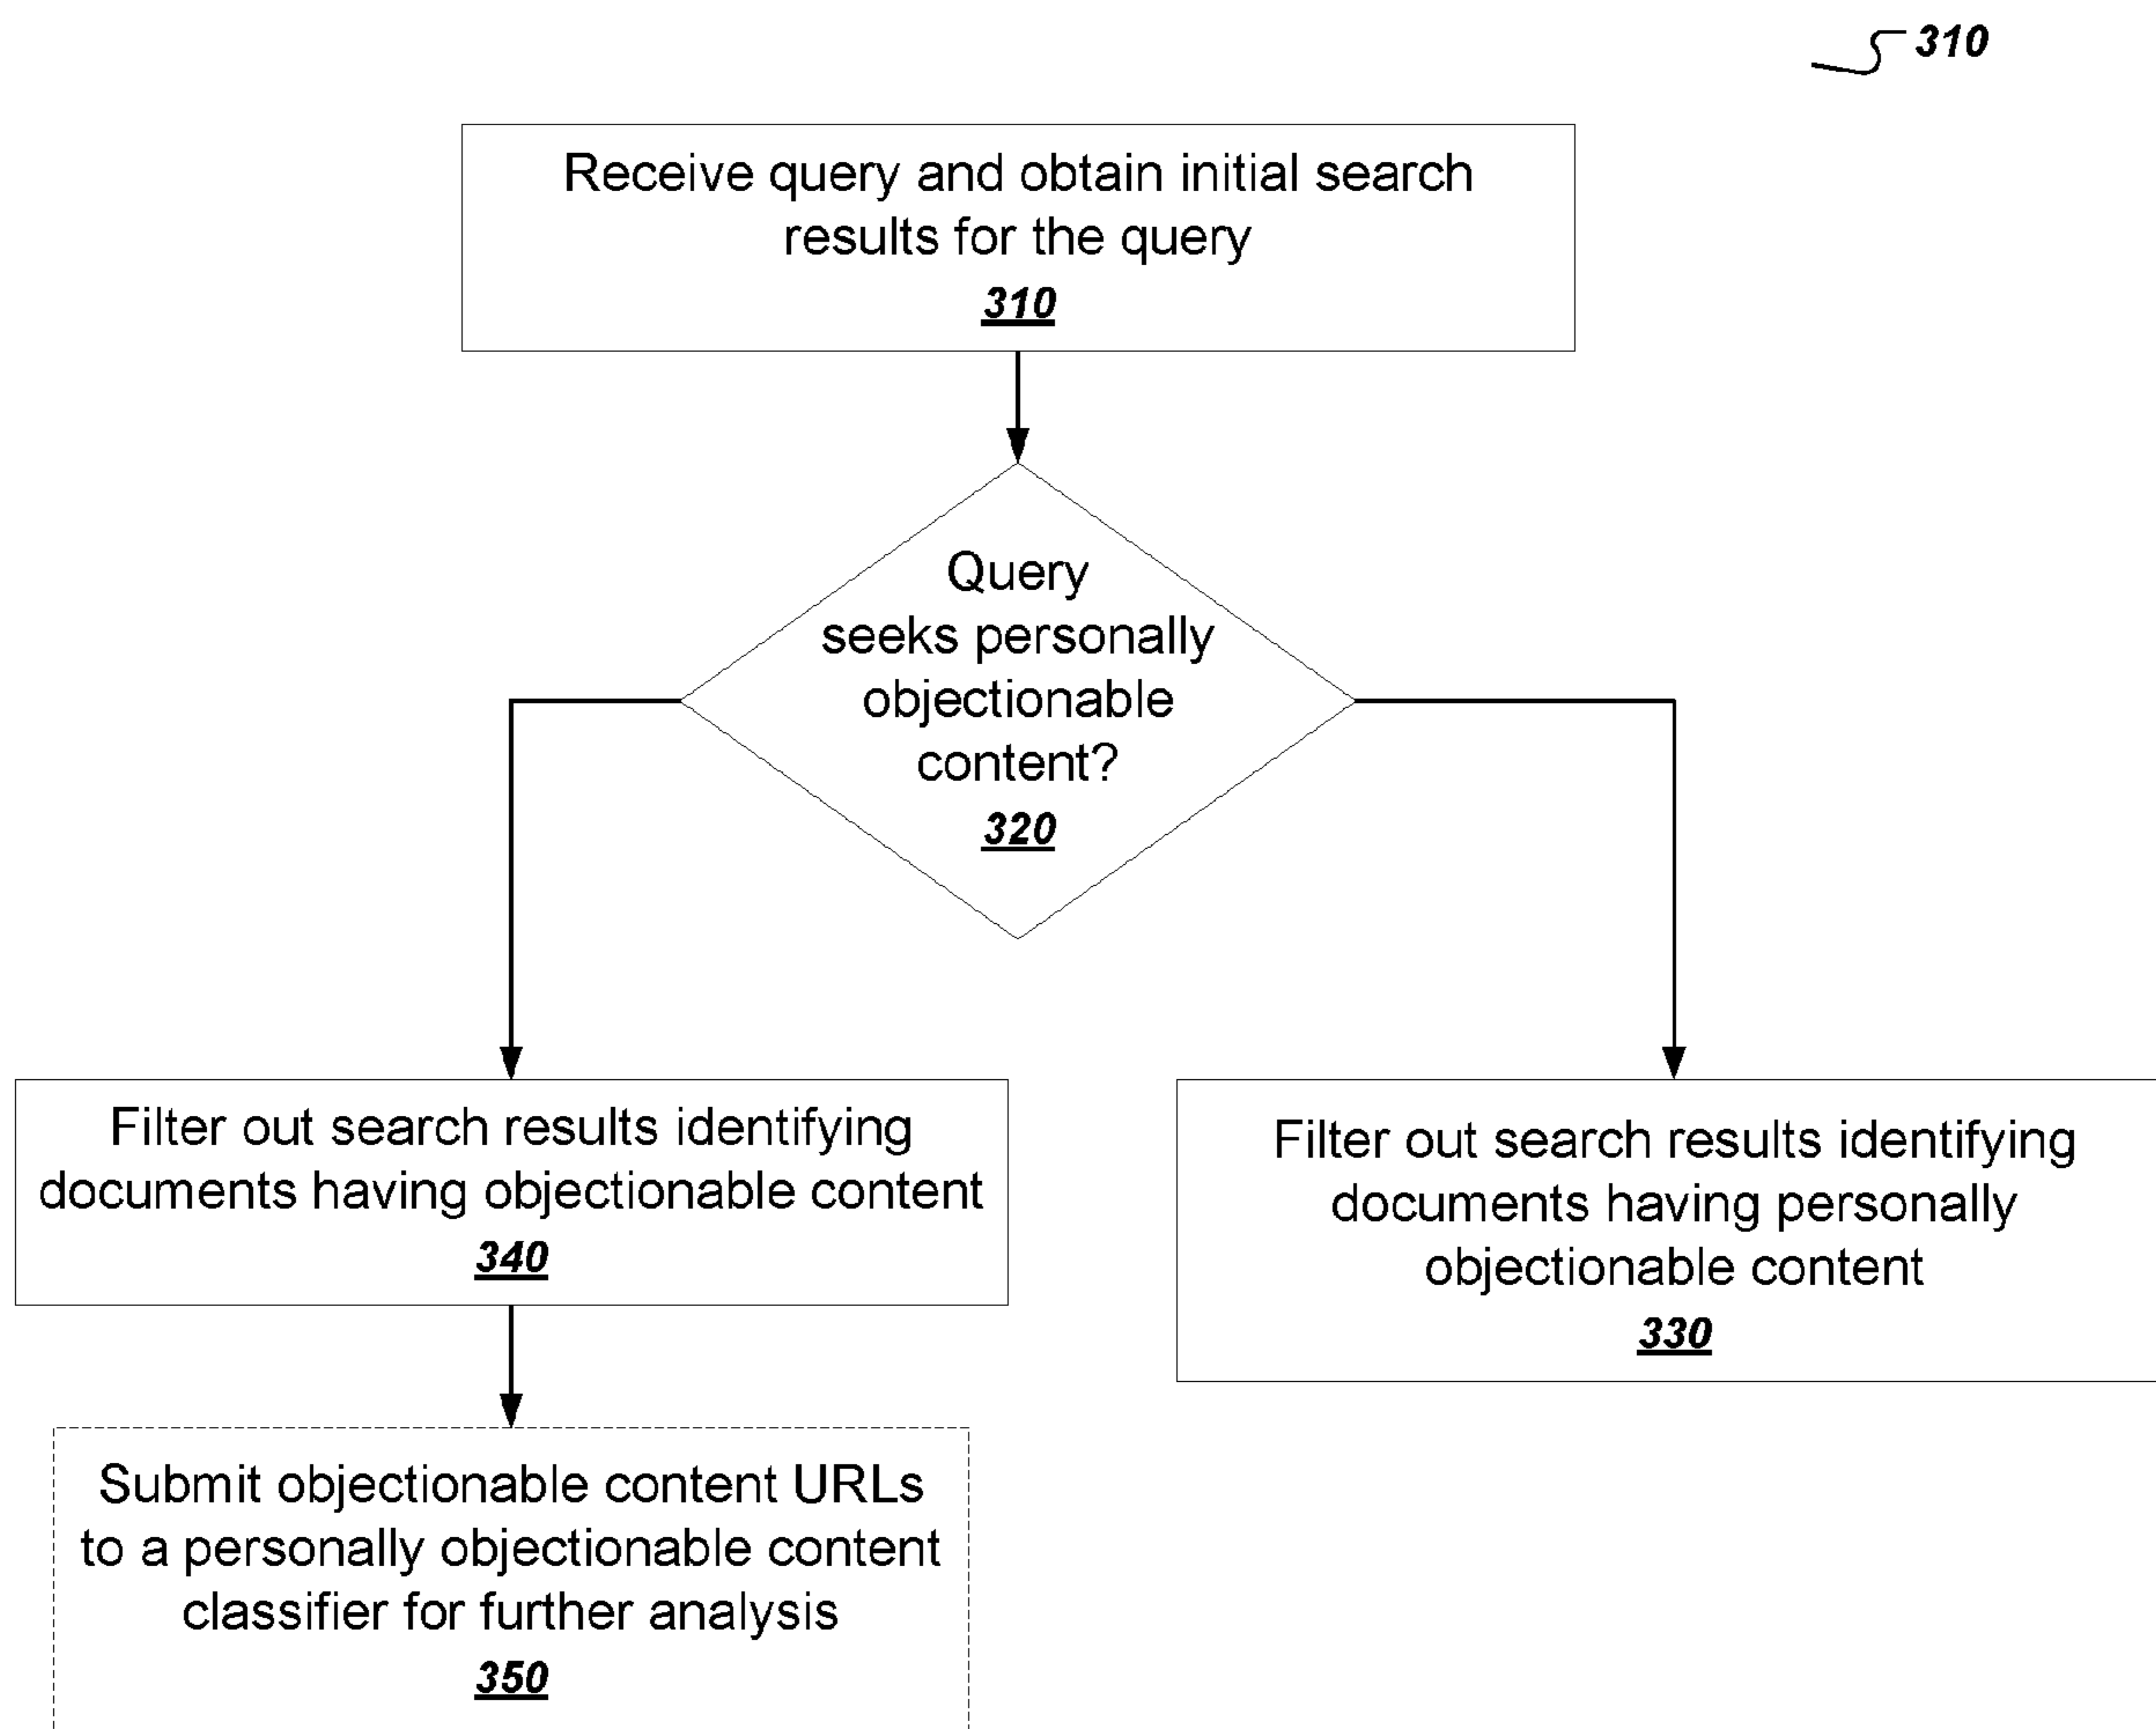 310
Receive query and obtain initial search
results for the query
310
Query
seeks personally
objectionable
content?
320
Filter out search results identifying
documents having objectionable content
340
Filter out search results identifying
documents having personally
objectionable content
330
Submit objectionable content URLs
to a personally objectionable content
classifier for further analysis
350